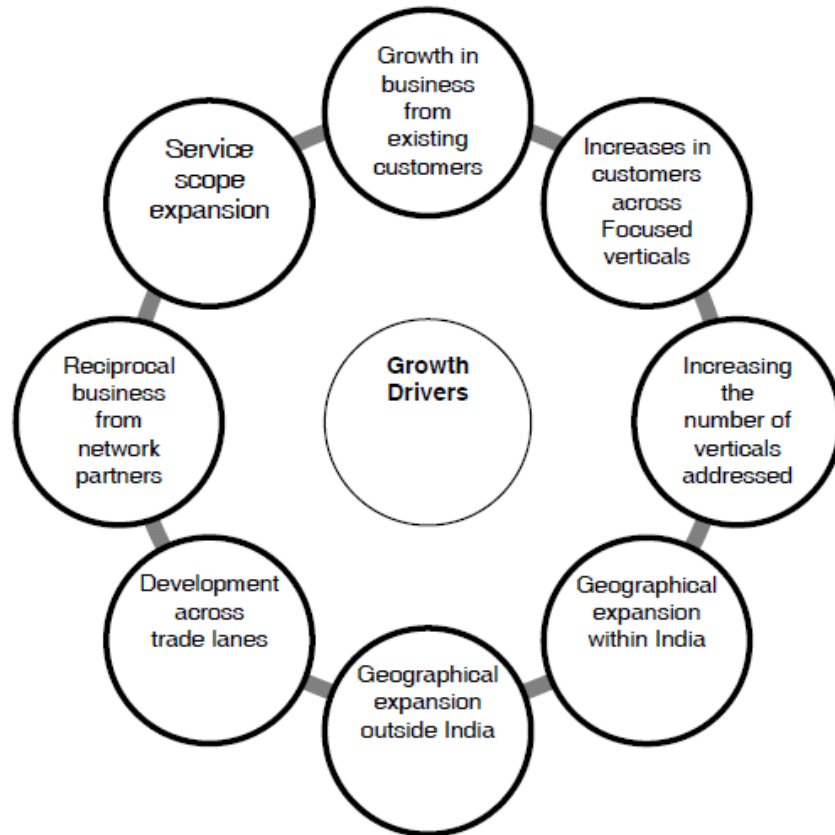 Growth in
business
from
existing
customers
Increases in
customers
across
Focused
verticals
Increasing
the
number of
verticals
addressed
Geographical
expansion
within India
Geographical
expansion
outside India
Development
across
trade lanes
Reciprocal
business
from
network
partners
Service
scope
expansion
Growth
Drivers